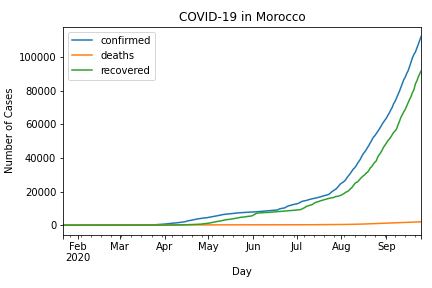 COVID-19 in Morocco
confirmed
deaths
recovered
100000
80000
60000
40000
20000
0
Number of Cases
Feb Mar Apr May Jun Jul Aug Sep
2020
Day